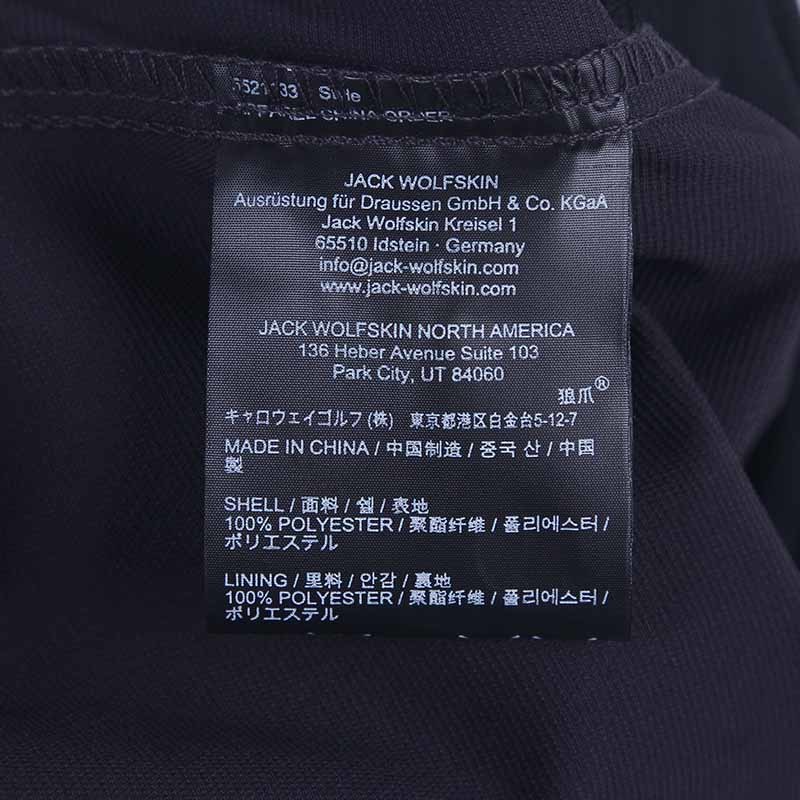 Style
APPAREL CHINA ORDER
JACK WOLFSKIN
Ausrüstung für Draussen GmbH & Co. KGaA
Jack Wolfskin Kreisel 1
65510 Idstein · Germany
info@jack-wolfskin.com
www.jack-wolfskin.com
JACK WOLFSKIN NORTH AMERICA
136 Heber Avenue Suite 103
Park City, UT 84060
狼爪®
キャロウェイゴルフ(株) 東京都港区白金台5-12-7
MADE IN CHINA / 中国制造 / 중국 산 / 中国
製
SHELL / 面料 / 쉘 / 表地
100% POLYESTER / 聚酯纤维 / 폴리에스터 /
ポリエステル
LINING / 里料 / 안감 / 裏地
100% POLYESTER / 聚酯纤维 / 폴리에스터 /
ポリエステル